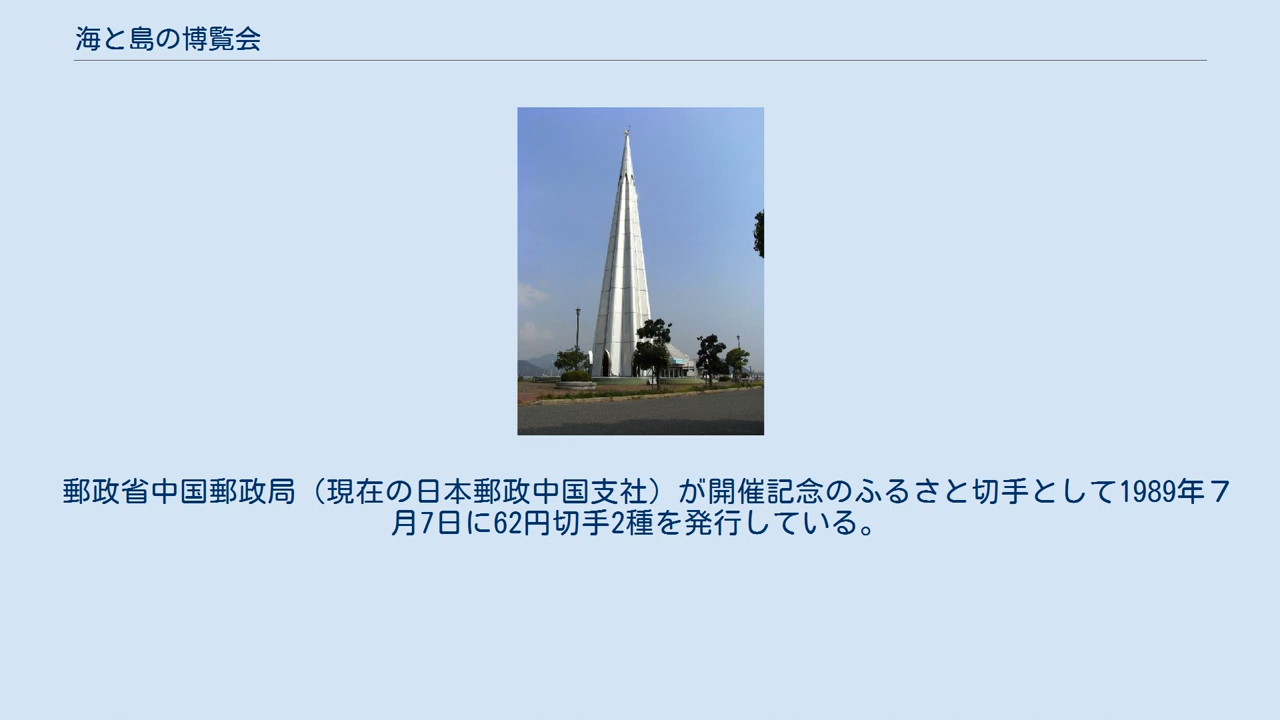 海と島の博覧会
郵政省中国郵政局（現在の日本郵政中国支社）が開催記念のふるさと切手として1989年７
月7日に62円切手2種を発行している。